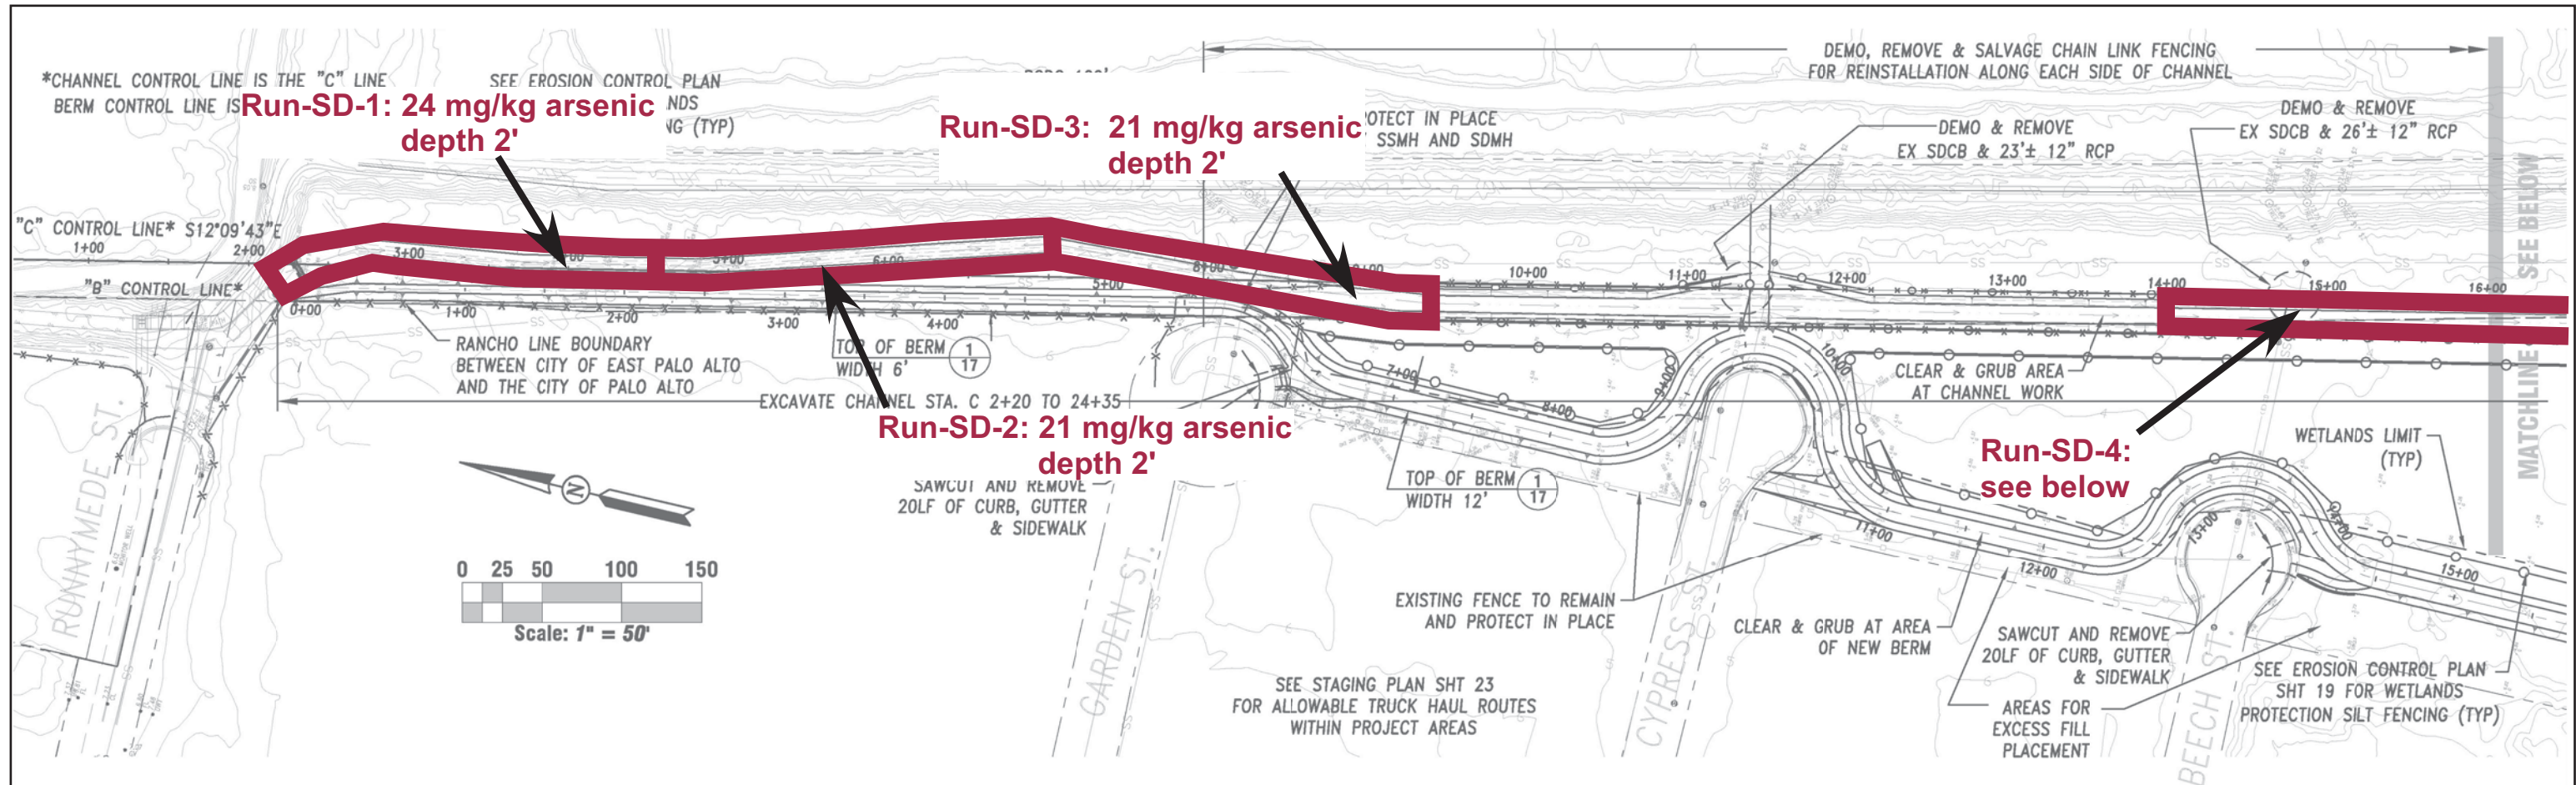 DEMO, REMOVE & SALVAGE CHAIN LINK FENCING
FOR REINSTALLATION ALONG EACH SIDE OF CHANNEL
*CHANNEL CONTROL LINE IS THE "C" LINE
BERM CONTROL LINE IS
SEE EROSION CONTROL PLAN
NG (TYP)
Run-SD-1: 24 mg/kg arsenic
depth 2'
Run-SD-3: 21 mg/kg arsenic
depth 2'
OTECT IN PLACE
SSMH AND SDMH
DEMO & REMOVE
EX SDCB & 23'± 12" RCP
DEMO & REMOVE
EX SDCB & 26'± 12" RCP
MATCHLINE SEE BELOW
"C" CONTROL LINE* S12°09'43"E
1+00
2+00
3+00
5+00
6+00
8+00
10+00
11+00
12+00
13+00
14+00
15+00
16+00
"B" CONTROL LINE*
0+00
1+00
2+00
3+00
4+00
5+00
7+00
8+00
9+00
10+00
11+00
12+00
13+00
14+00
15+00
RANCHO LINE BOUNDARY
BETWEEN CITY OF EAST PALO ALTO
AND THE CITY OF PALO ALTO
TOP OF BERM
WIDTH 6'
1
17
EXCAVATE CHANNEL STA. C 2+20 TO 24+35
Run-SD-2: 21 mg/kg arsenic
depth 2'
CLEAR & GRUB AREA
AT CHANNEL WORK
Run-SD-4:
see below
WETLANDS LIMIT
(TYP)
N
SAWCUT AND REMOVE
20LF OF CURB, GUTTER
& SIDEWALK
TOP OF BERM
WIDTH 12'
1
17
0 25 50 100 150
Scale: 1" = 50'
RUNNYMEDE ST.
GARDEN ST.
CYPRESS ST.
BEECH ST.
EXISTING FENCE TO REMAIN
AND PROTECT IN PLACE
CLEAR & GRUB AT AREA
OF NEW BERM
SAWCUT AND REMOVE
20LF OF CURB, GUTTER
& SIDEWALK
SEE EROSION CONTROL PLAN
SHT 19 FOR WETLANDS
PROTECTION SILT FENCING (TYP)
SEE STAGING PLAN SHT 23
FOR ALLOWABLE TRUCK HAUL ROUTES
WITHIN PROJECT AREAS
AREAS FOR
EXCESS FILL
PLACEMENT